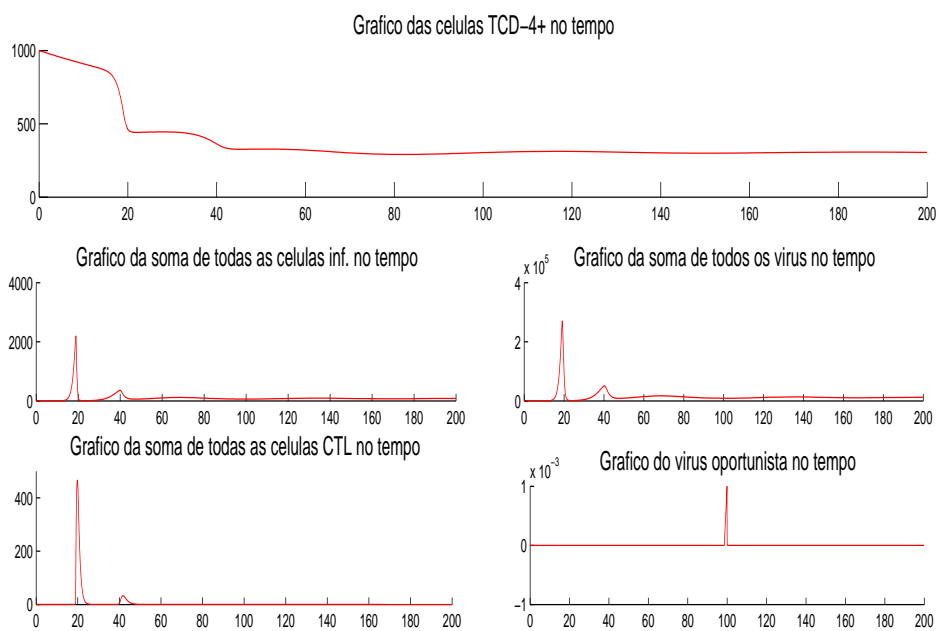 Grafico das celulas TCD−4+ no tempo
1000
500
0
0 20 40 60 80 100 120 140 160 180 200
Grafico da soma de todas as celulas inf. no tempo
4000
2000
0
0 20 40 60 80 100 120 140 160 180 200
Grafico da soma de todos os virus no tempo
x 10^5
4
2
0
0 20 40 60 80 100 120 140 160 180 200
Grafico da soma de todas as celulas CTL no tempo
400
200
0
0 20 40 60 80 100 120 140 160 180 200
Grafico do virus oportunista no tempo
x 10^−3
1
0
−1
0 20 40 60 80 100 120 140 160 180 200